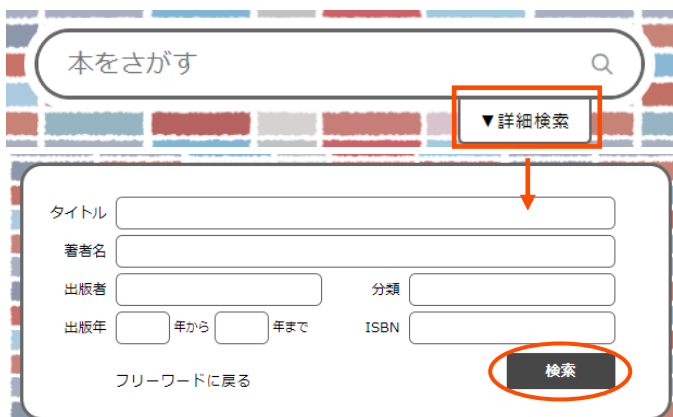 本をさがす
▼詳細検索
タイトル
著者名
出版者 分類
出版年 年から 年まで ISBN
検索
フリーワードに戻る